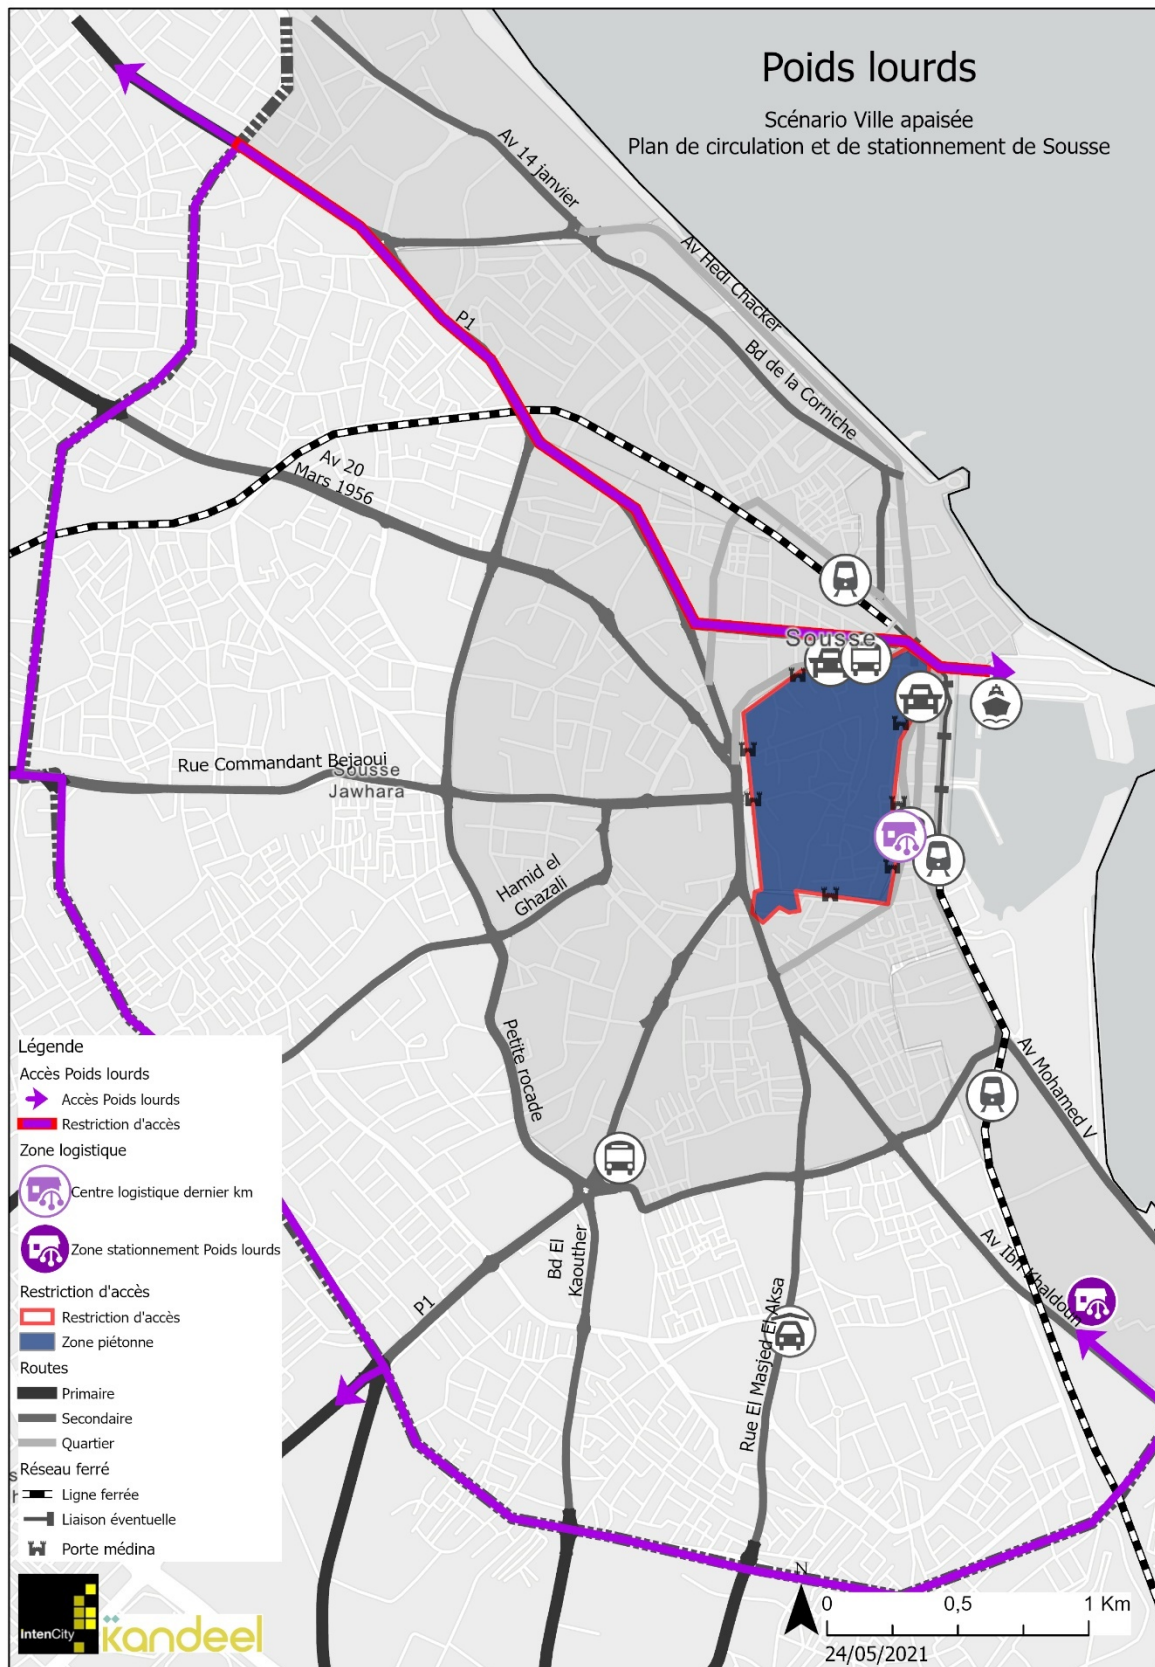 Poids lourds
Scénario Ville apaisée
Plan de circulation et de stationnement de Sousse
Av 14 janvier
Av Hedi Chacker
P1
Bd de la Corniche
Av 20
Mars 1956
Sousse
Rue Commandant Bejaoui
Sousse
Jawhara
Hamid el
Ghazali
Petite rocade
Av Mohamed V
Bd El
Kaouther
Av Ibn Khaldoun
Rue El Masjed El Aksa
P1
Légende
Accès Poids lourds
Accès Poids lourds
Restriction d'accès
Zone logistique
Centre logistique dernier km
Zone stationnement Poids lourds
Restriction d'accès
Restriction d'accès
Zone piétonne
Routes
Primaire
Secondaire
Quartier
Réseau ferré
Ligne ferrée
Liaison éventuelle
Porte médina
IntenCity
kandeel
N
0 0,5 1 Km
24/05/2021